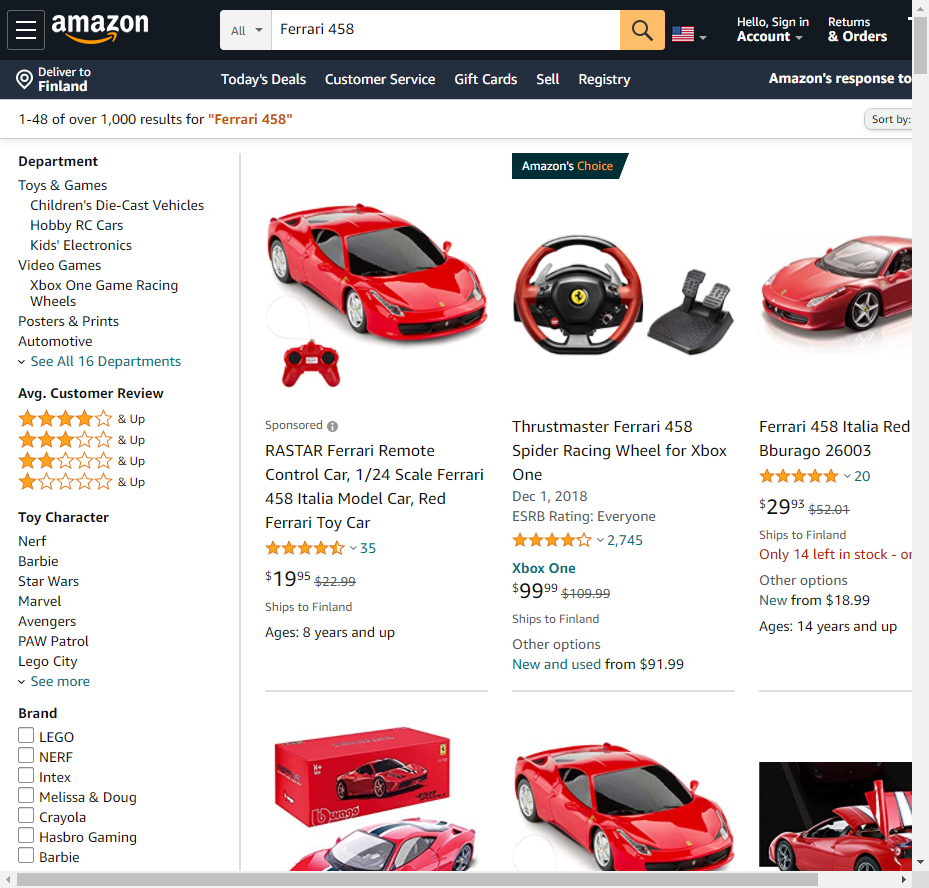 amazon
All
Ferrari 458
Hello, Sign in
Account
Returns
& Orders
Deliver to
Finland
Today's Deals
Customer Service
Gift Cards
Sell
Registry
Amazon's response to
1-48 of over 1,000 results for "Ferrari 458"
Sort by:
Department
Toys & Games
Children's Die-Cast Vehicles
Hobby RC Cars
Kids' Electronics
Video Games
Xbox One Game Racing
Wheels
Posters & Prints
Automotive
See All 16 Departments
Avg. Customer Review
& Up
& Up
& Up
& Up
Toy Character
Nerf
Barbie
Star Wars
Marvel
Avengers
PAW Patrol
Lego City
See more
Brand
LEGO
NERF
Intex
Melissa & Doug
Crayola
Hasbro Gaming
Barbie
Sponsored
RASTAR Ferrari Remote
Control Car, 1/24 Scale Ferrari
458 Italia Model Car, Red
Ferrari Toy Car
35
$19.95 $22.99
Ships to Finland
Ages: 8 years and up
Amazon's Choice
Thrustmaster Ferrari 458
Spider Racing Wheel for Xbox
One
Dec 1, 2018
ESRB Rating: Everyone
2,745
Xbox One
$99.99 $109.99
Ships to Finland
Other options
New and used from $91.99
Ferrari 458 Italia Red
Bburago 26003
20
$29.93 $52.01
Ships to Finland
Only 14 left in stock - or
Other options
New from $18.99
Ages: 14 years and up
burago